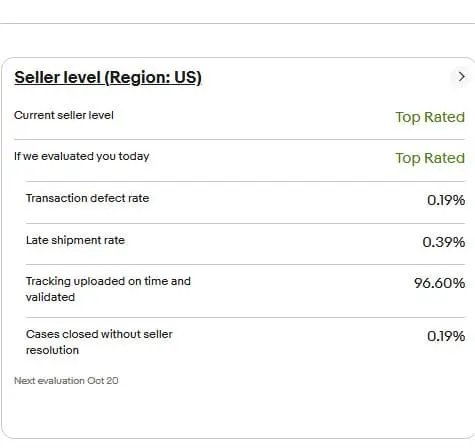 Seller level (Region: US)
Current seller level
Top Rated
If we evaluated you today
Top Rated
Transaction defect rate
0.19%
Late shipment rate
0.39%
Tracking uploaded on time and
validated
96.60%
Cases closed without seller
resolution
0.19%
Next evaluation Oct 20